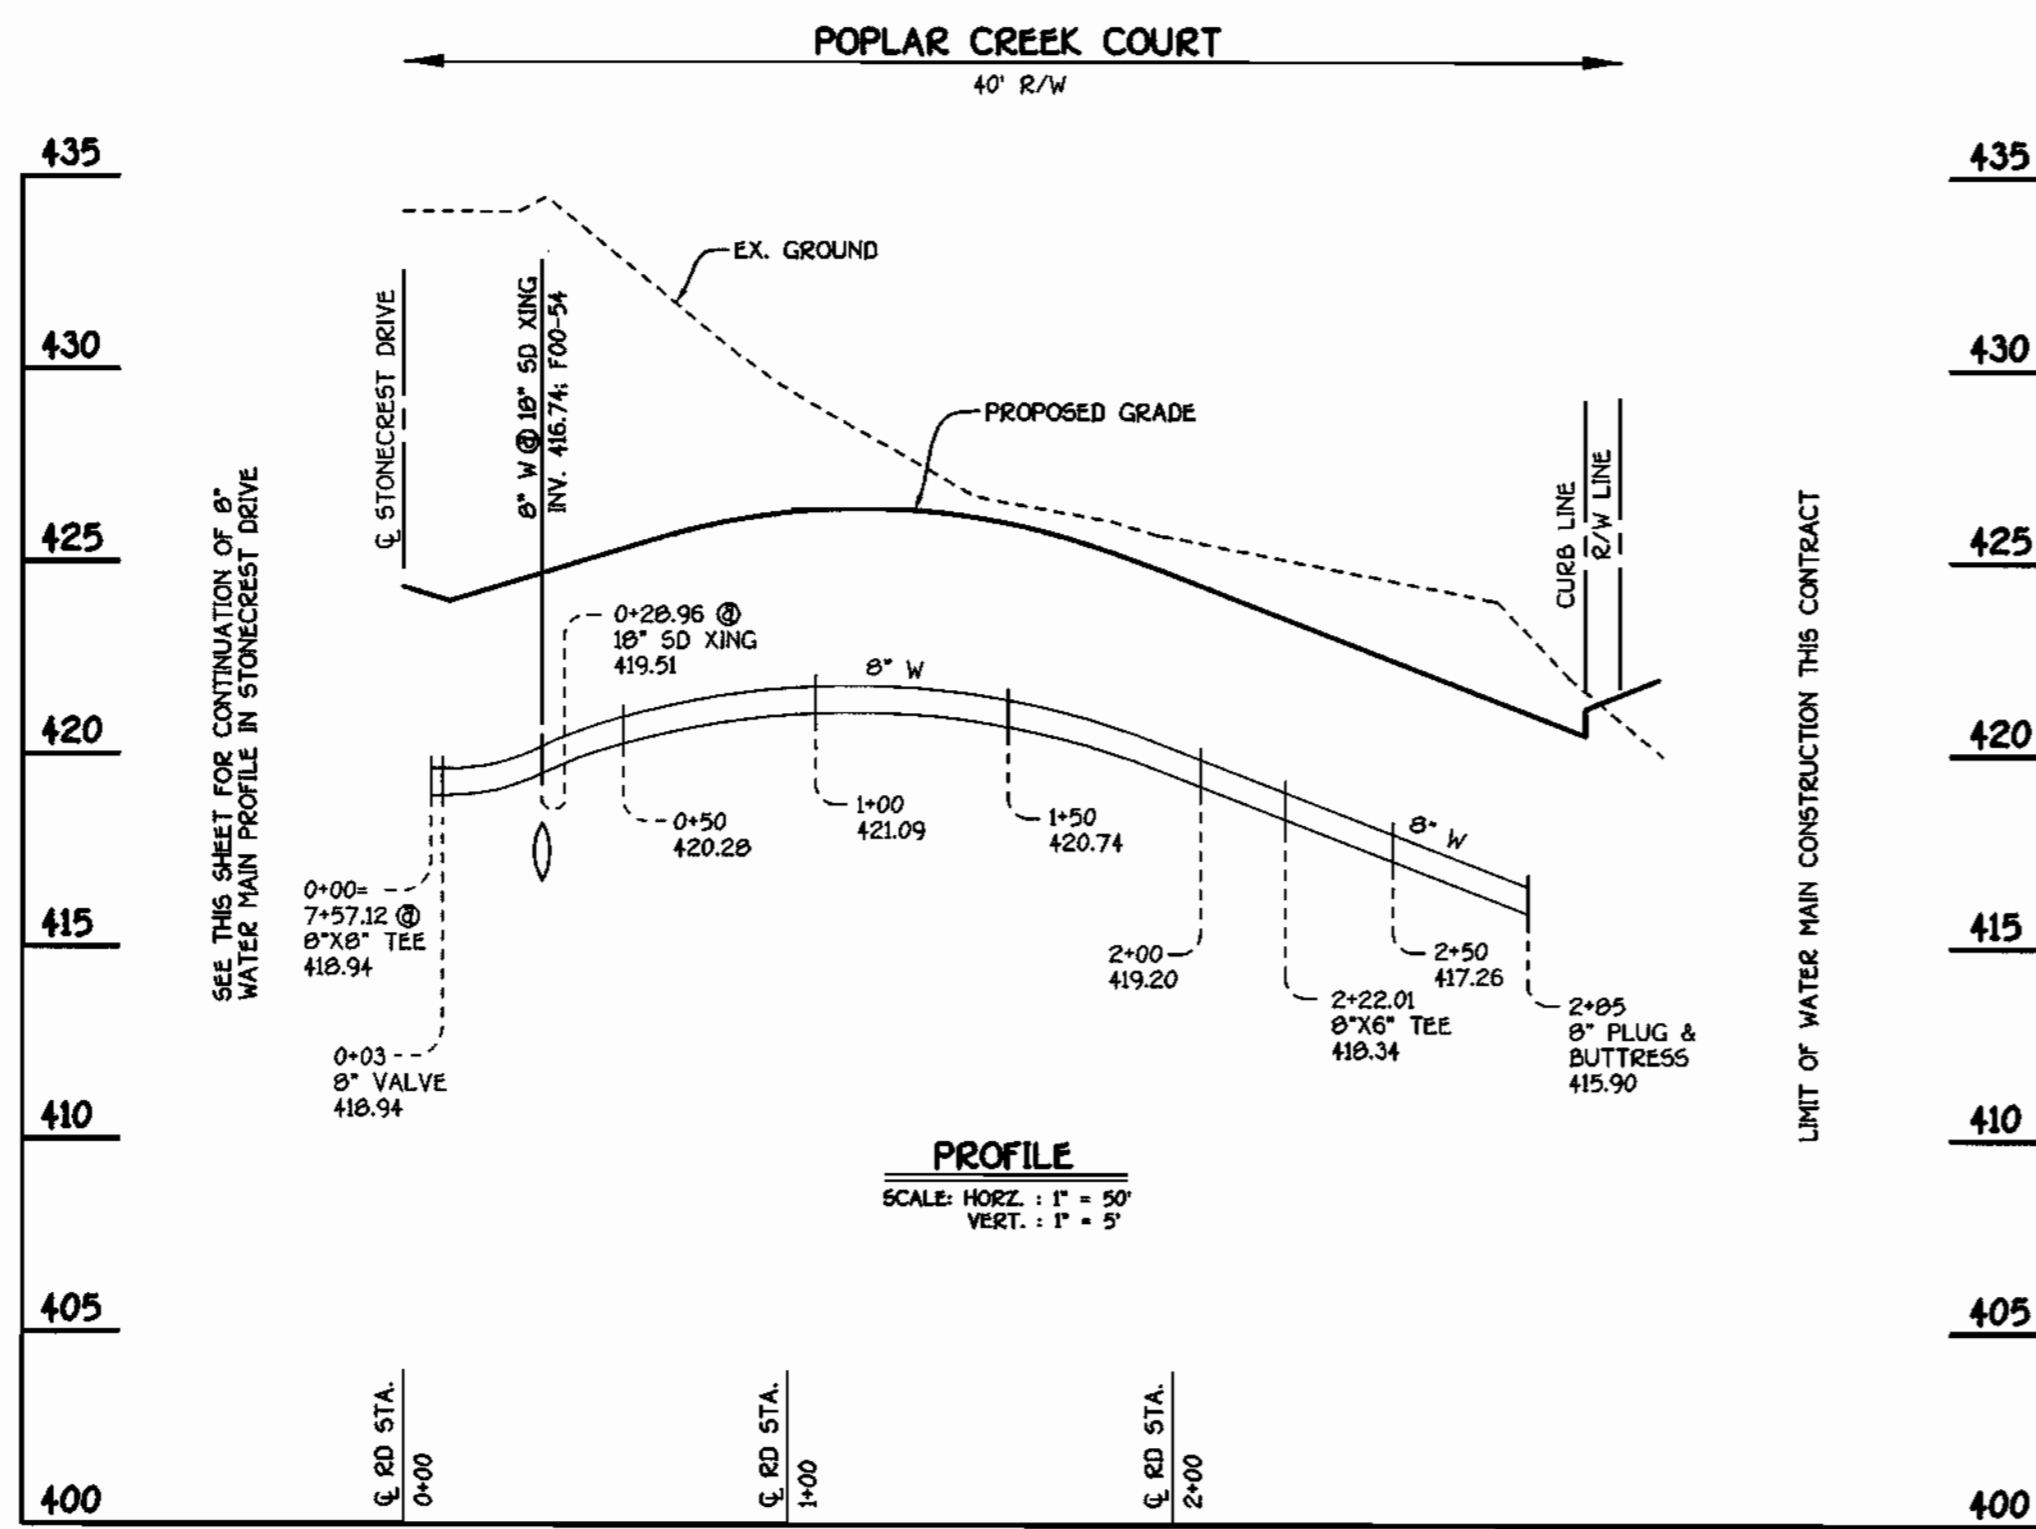 POPLAR CREEK COURT
40' R/W
435
430
425
420
415
410
405
400
435
430
425
420
415
410
405
400
SEE THIS SHEET FOR CONTINUATION OF 8"
WATER MAIN PROFILE IN STONECREST DRIVE
℄ STONECREST DRIVE
8" W @ 18" SD XING
INV. 416.74; F00-54
EX. GROUND
PROPOSED GRADE
CURB LINE
R/W LINE
LIMIT OF WATER MAIN CONSTRUCTION THIS CONTRACT
0+28.96 @
18" SD XING
419.51
8" W
0+00=
7+57.12 @
8"X8" TEE
418.94
0+03
8" VALVE
418.94
0+50
420.28
1+00
421.09
1+50
420.74
2+00
419.20
2+22.01
8"X6" TEE
418.34
8" W
2+50
417.26
2+85
8" PLUG &
BUTTRESS
415.90
PROFILE
SCALE: HORZ. : 1" = 50'
VERT. : 1" = 5'
℄ RD STA.
0+00
℄ RD STA.
1+00
℄ RD STA.
2+00